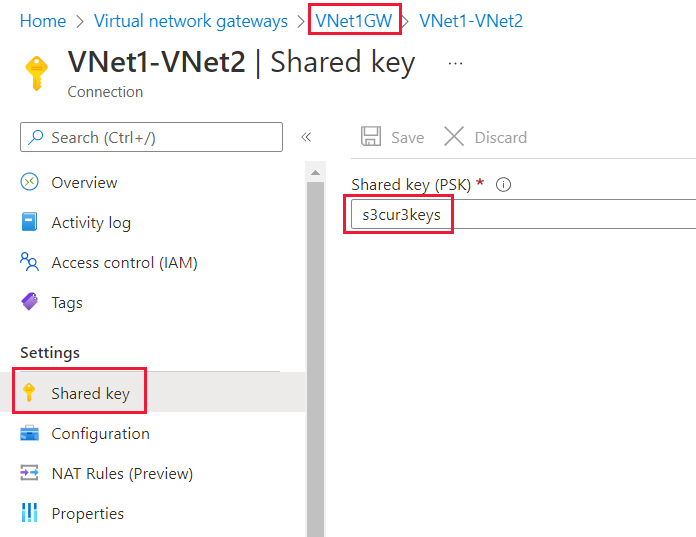 Home > Virtual network gateways > VNet1GW > VNet1-VNet2
VNet1-VNet2 | Shared key ...
Connection
Search (Ctrl+/) «
Save Discard
Shared key (PSK) *
s3cur3keys
Overview
Activity log
Access control (IAM)
Tags
Settings
Shared key
Configuration
NAT Rules (Preview)
Properties